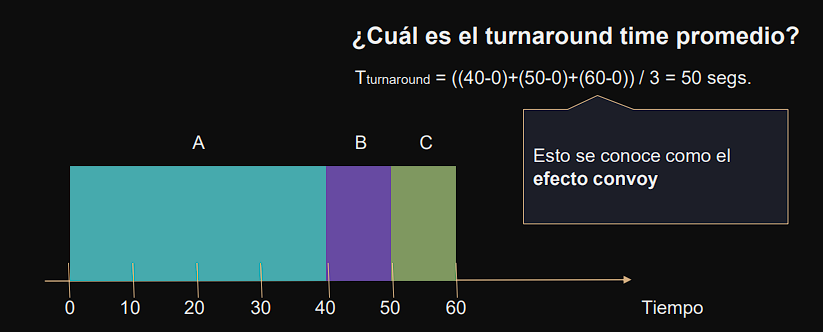 ¿Cuál es el turnaround time promedio?
Tturnaround = ((40-0)+(50-0)+(60-0)) / 3 = 50 segs.
A
B
C
Esto se conoce como el
efecto convoy
0 10 20 30 40 50 60 Tiempo